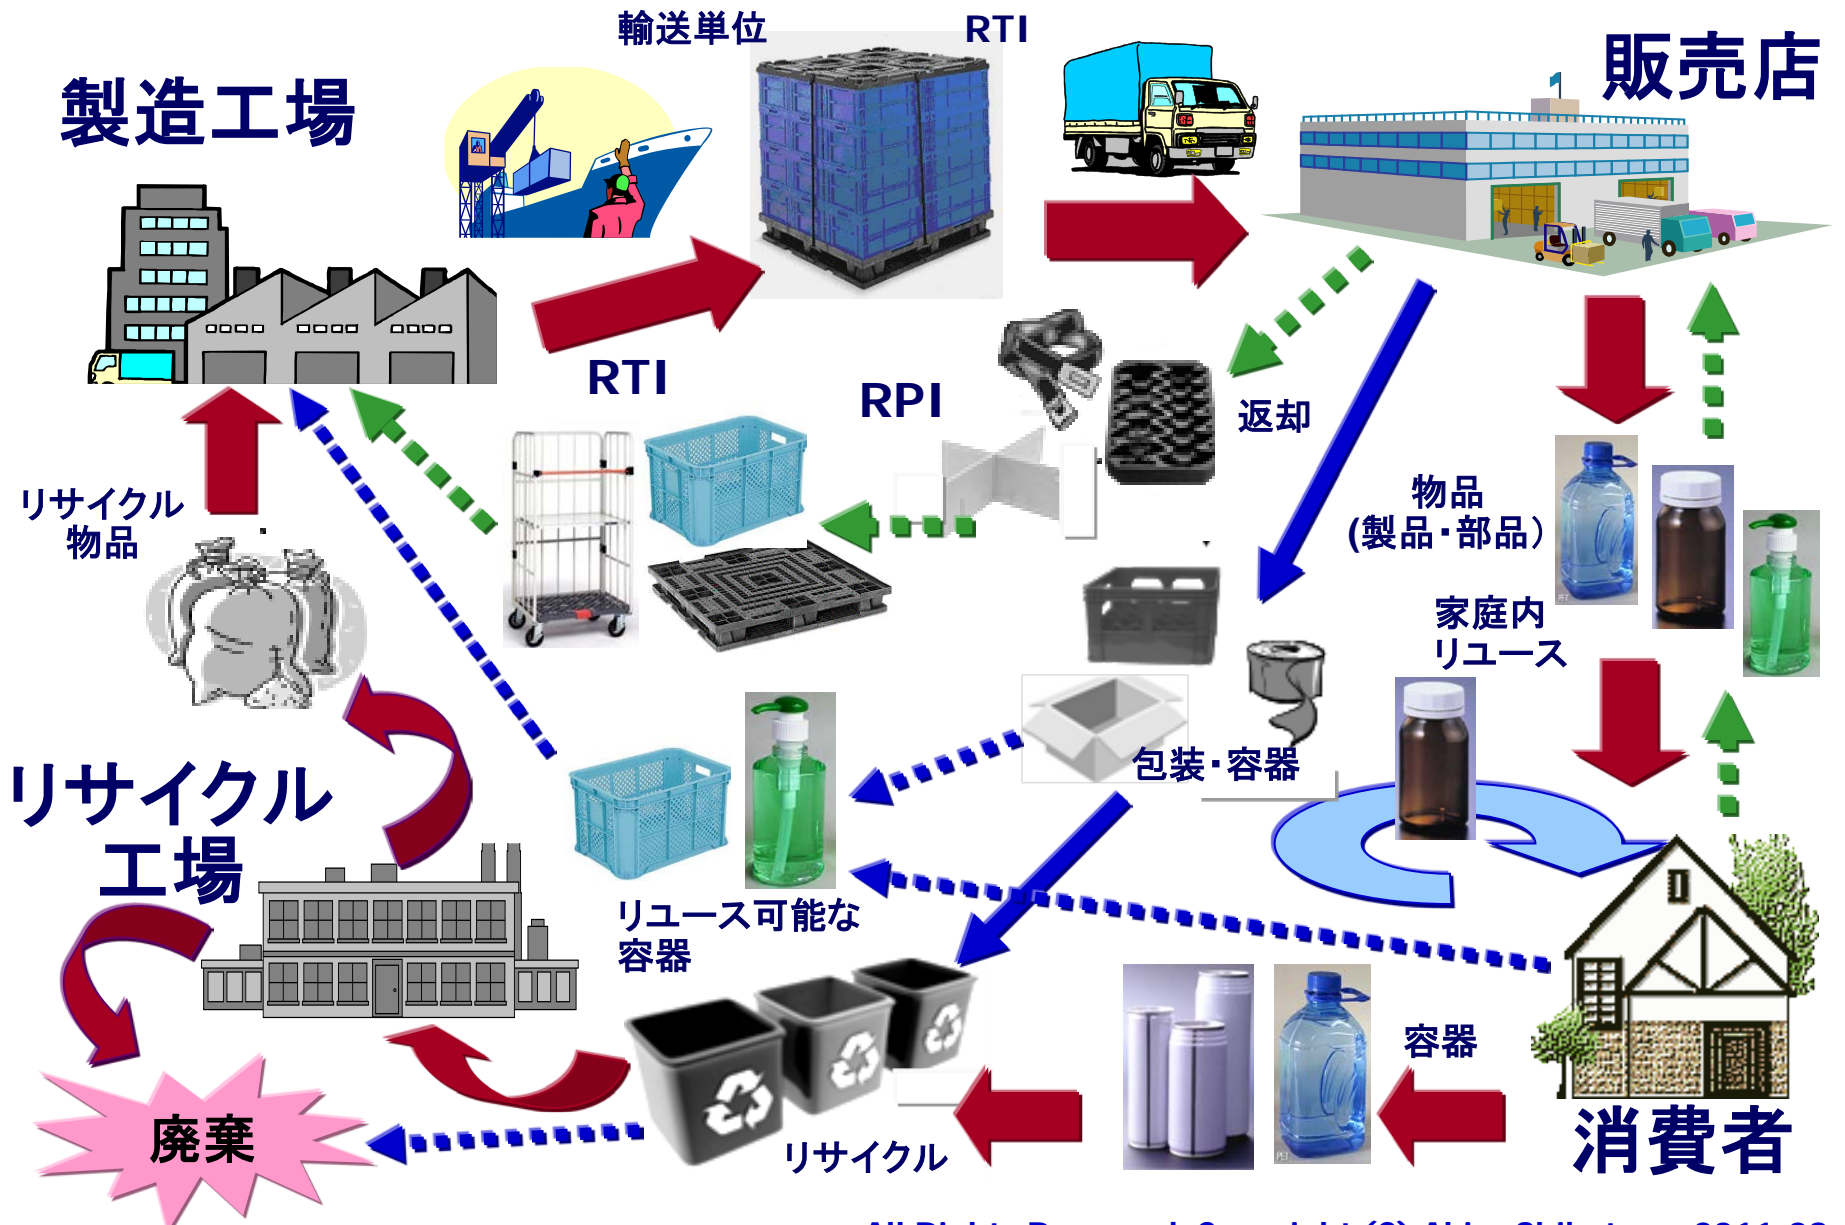 輸送単位
RTI
販売店
製造工場
RTI
RPI
返却
リサイクル
物品
物品
(製品・部品)
家庭内
リユース
包装・容器
リサイクル
工場
リユース可能な
容器
容器
廃棄
リサイクル
消費者
PET
PET